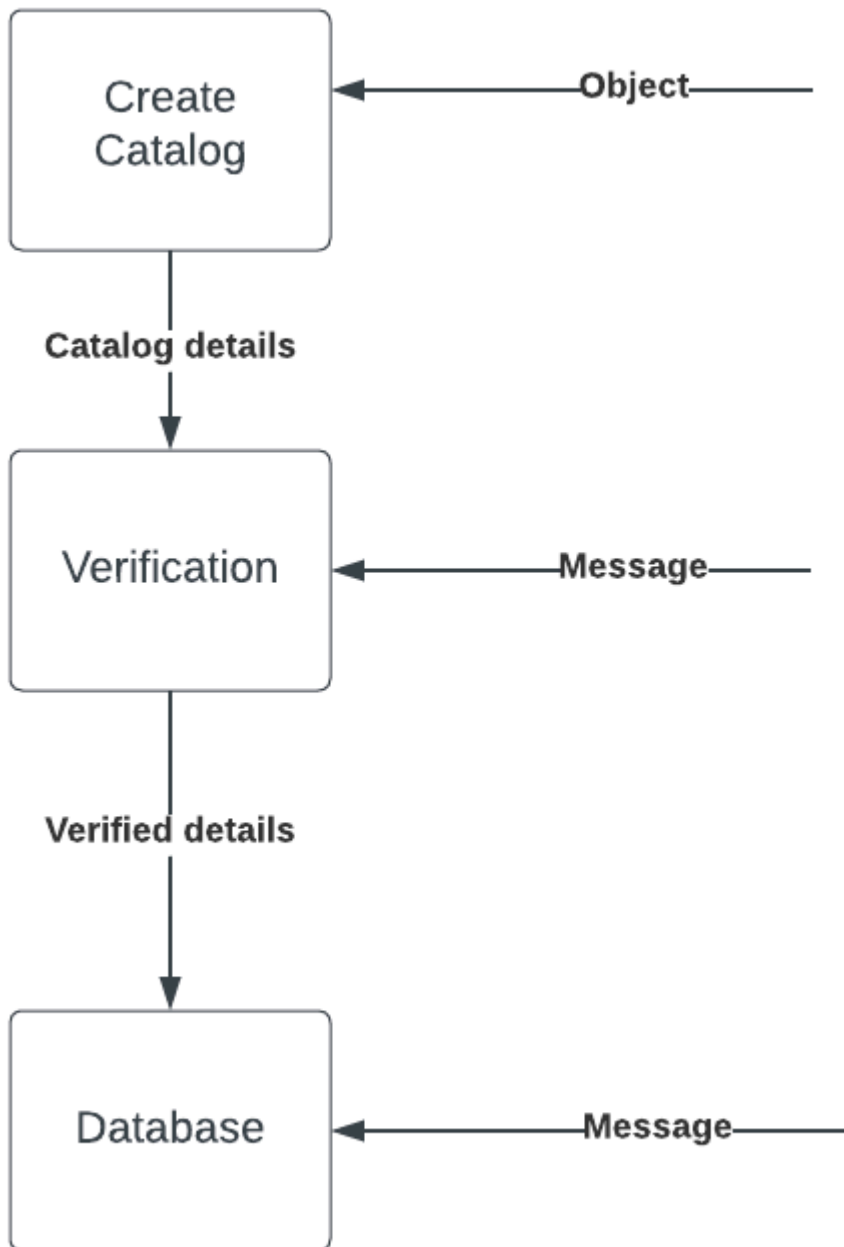 Create
Catalog
Object
Catalog details
Verification
Message
Verified details
Database
Message